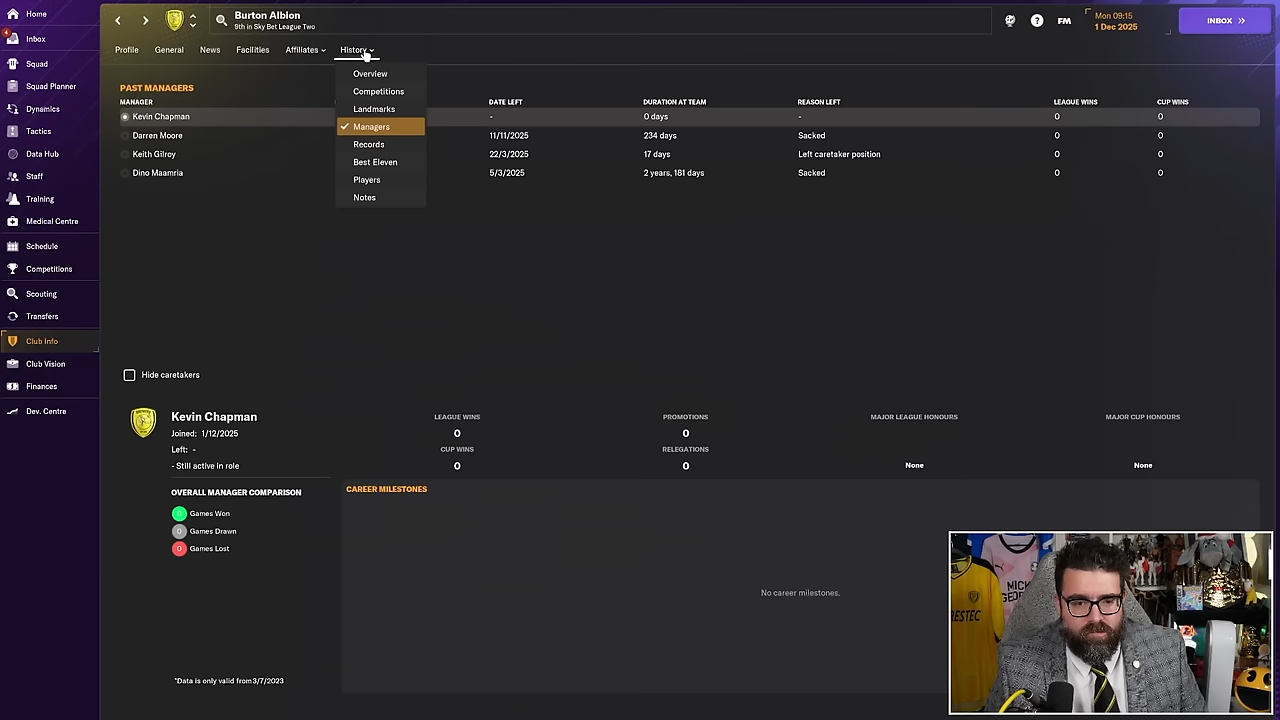 Home
Burton Albion
9th in Sky Bet League Two
FM
Mon 09:15
1 Dec 2025
INBOX
4
Inbox
Profile
General
News
Facilities
Affiliates
History
Squad
Squad Planner
Dynamics
Tactics
Data Hub
Staff
Training
Medical Centre
Schedule
Competitions
Scouting
Transfers
Club Info
Club Vision
Finances
Dev. Centre
Overview
Competitions
Landmarks
Managers
Records
Best Eleven
Players
Notes
PAST MANAGERS
MANAGER DATE LEFT DURATION AT TEAM REASON LEFT LEAGUE WINS CUP WINS
Kevin Chapman - 0 days - 0 0
Darren Moore 11/11/2025 234 days Sacked 0 0
Keith Gilroy 22/3/2025 17 days Left caretaker position 0 0
Dino Maamria 5/3/2025 2 years, 181 days Sacked 0 0
Hide caretakers
Kevin Chapman
Joined: 1/12/2025
Left: -
- Still active in role
LEAGUE WINS PROMOTIONS MAJOR LEAGUE HONOURS MAJOR CUP HONOURS
0 0
CUP WINS RELEGATIONS
0 0 None None
OVERALL MANAGER COMPARISON
0 Games Won
0 Games Drawn
0 Games Lost
CAREER MILESTONES
No career milestones.
*Data is only valid from 3/7/2023
RESTEC
MICK